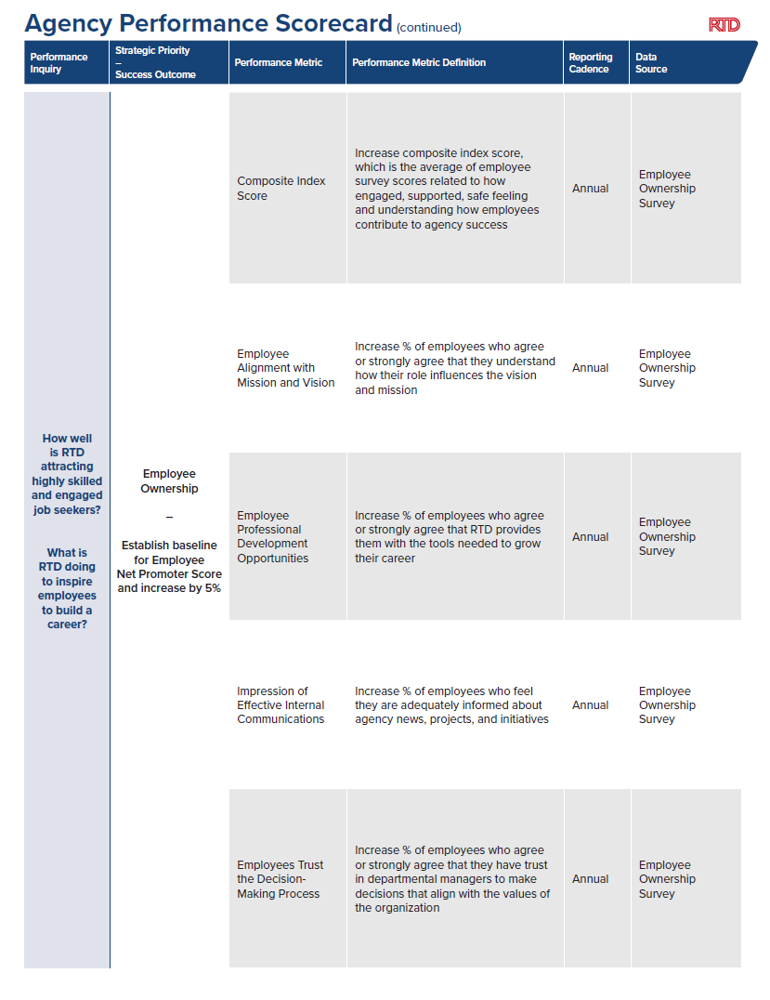 Agency Performance Scorecard (continued)
RTD
Performance
Inquiry
Strategic Priority
–
Success Outcome
Performance Metric
Performance Metric Definition
Reporting
Cadence
Data
Source
How well
is RTD
attracting
highly skilled
and engaged
job seekers?
What is
RTD doing
to inspire
employees
to build a
career?
Employee
Ownership
–
Establish baseline
for Employee
Net Promoter Score
and increase by 5%
Composite Index
Score
Increase composite index score,
which is the average of employee
survey scores related to how
engaged, supported, safe feeling
and understanding how employees
contribute to agency success
Annual
Employee
Ownership
Survey
Employee
Alignment with
Mission and Vision
Increase % of employees who agree
or strongly agree that they understand
how their role influences the vision
and mission
Annual
Employee
Ownership
Survey
Employee
Professional
Development
Opportunities
Increase % of employees who agree
or strongly agree that RTD provides
them with the tools needed to grow
their career
Annual
Employee
Ownership
Survey
Impression of
Effective Internal
Communications
Increase % of employees who feel
they are adequately informed about
agency news, projects, and initiatives
Annual
Employee
Ownership
Survey
Employees Trust
the Decision-
Making Process
Increase % of employees who agree
or strongly agree that they have trust
in departmental managers to make
decisions that align with the values of
the organization
Annual
Employee
Ownership
Survey